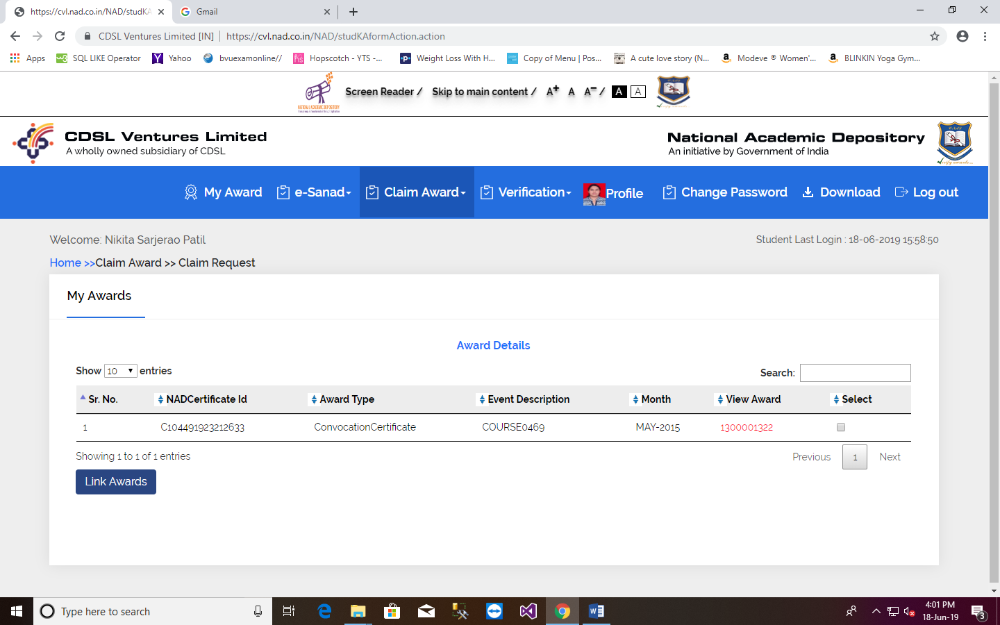 https://cvl.nad.co.in/NAD/studKA
Gmail
CDSL Ventures Limited [IN] | https://cvl.nad.co.in/NAD/studKAformAction.action
Apps SQL LIKE Operator Yahoo bvuexamonline// Hopscotch - YTS -... Weight Loss With H... Copy of Menu | Pos... A cute love story (N... Modeve ® Women'... BLINKIN Yoga Gym...
NATIONAL ACADEMIC DEPOSITORY
Screen Reader / Skip to main content / A+ A A- / A A
CDSL Ventures Limited
A wholly owned subsidiary of CDSL
National Academic Depository
An initiative by Government of India
My Award e-Sanad Claim Award Verification Profile Change Password Download Log out
Welcome: Nikita Sarjerao Patil
Student Last Login : 18-06-2019 15:58:50
Home >>Claim Award >> Claim Request
My Awards
Award Details
Show 10 entries
Search:
Sr. No. NADCertificate Id Award Type Event Description Month View Award Select
1 C104491923212633 ConvocationCertificate COURSE0469 MAY-2015 1300001322
Showing 1 to 1 of 1 entries
Previous 1 Next
Link Awards
Type here to search
4:01 PM
18-Jun-19
3